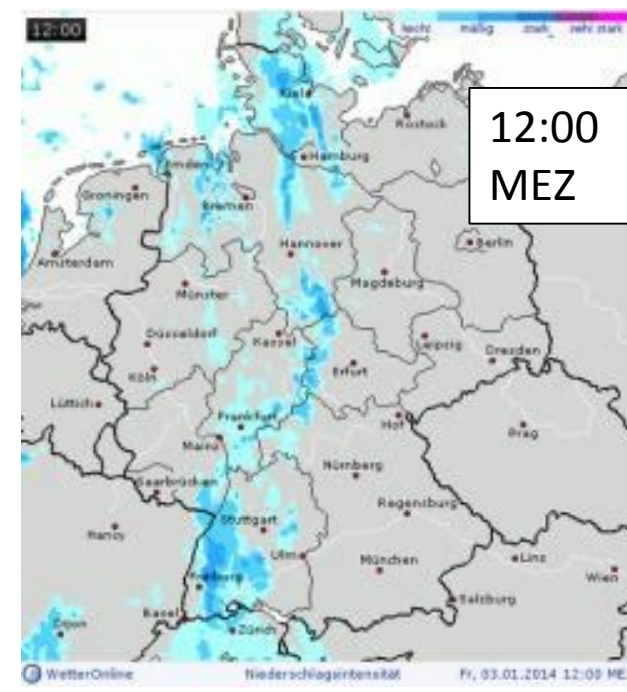 12:00
leicht mäßig stark sehr stark
12:00
MEZ
Kiel
Rostock
Hamburg
Emden
Groningen
Bremen
Hannover
Berlin
Amsterdam
Magdeburg
Münster
Düsseldorf
Kassel
Leipzig
Dresden
Köln
Erfurt
Lüttich
Frankfurt
Hof
Prag
Mainz
Nürnberg
Saarbrücken
Regensburg
Stuttgart
Nancy
Ulm
Linz
München
Wien
Freiburg
Salzburg
Basel
Zürich
Dijon
WetterOnline Niederschlagsintensität Fr, 03.01.2014 12:00 ME